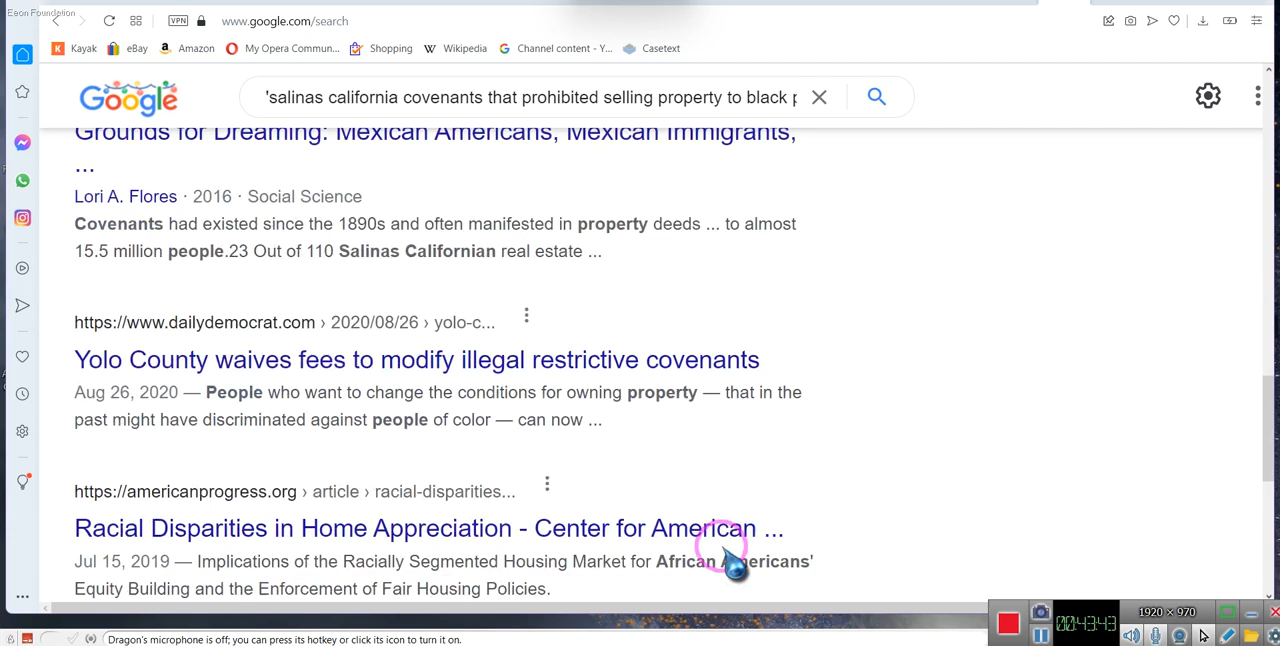 Eeon Foundation
VPN
www.google.com/search
Kayak eBay Amazon My Opera Commun... Shopping Wikipedia Channel content - Y... Casetext
Google
'salinas california covenants that prohibited selling property to black p
Grounds for Dreaming: Mexican Americans, Mexican Immigrants,
...
Lori A. Flores · 2016 · Social Science
Covenants had existed since the 1890s and often manifested in property deeds ... to almost
15.5 million people.23 Out of 110 Salinas Californian real estate ...
https://www.dailydemocrat.com › 2020/08/26 › yolo-c...
Yolo County waives fees to modify illegal restrictive covenants
Aug 26, 2020 — People who want to change the conditions for owning property — that in the
past might have discriminated against people of color — can now ...
https://americanprogress.org › article › racial-disparities...
Racial Disparities in Home Appreciation - Center for American ...
Jul 15, 2019 — Implications of the Racially Segmented Housing Market for African Americans'
Equity Building and the Enforcement of Fair Housing Policies.
00:43:43
1920 × 970
Dragon's microphone is off; you can press its hotkey or click its icon to turn it on.